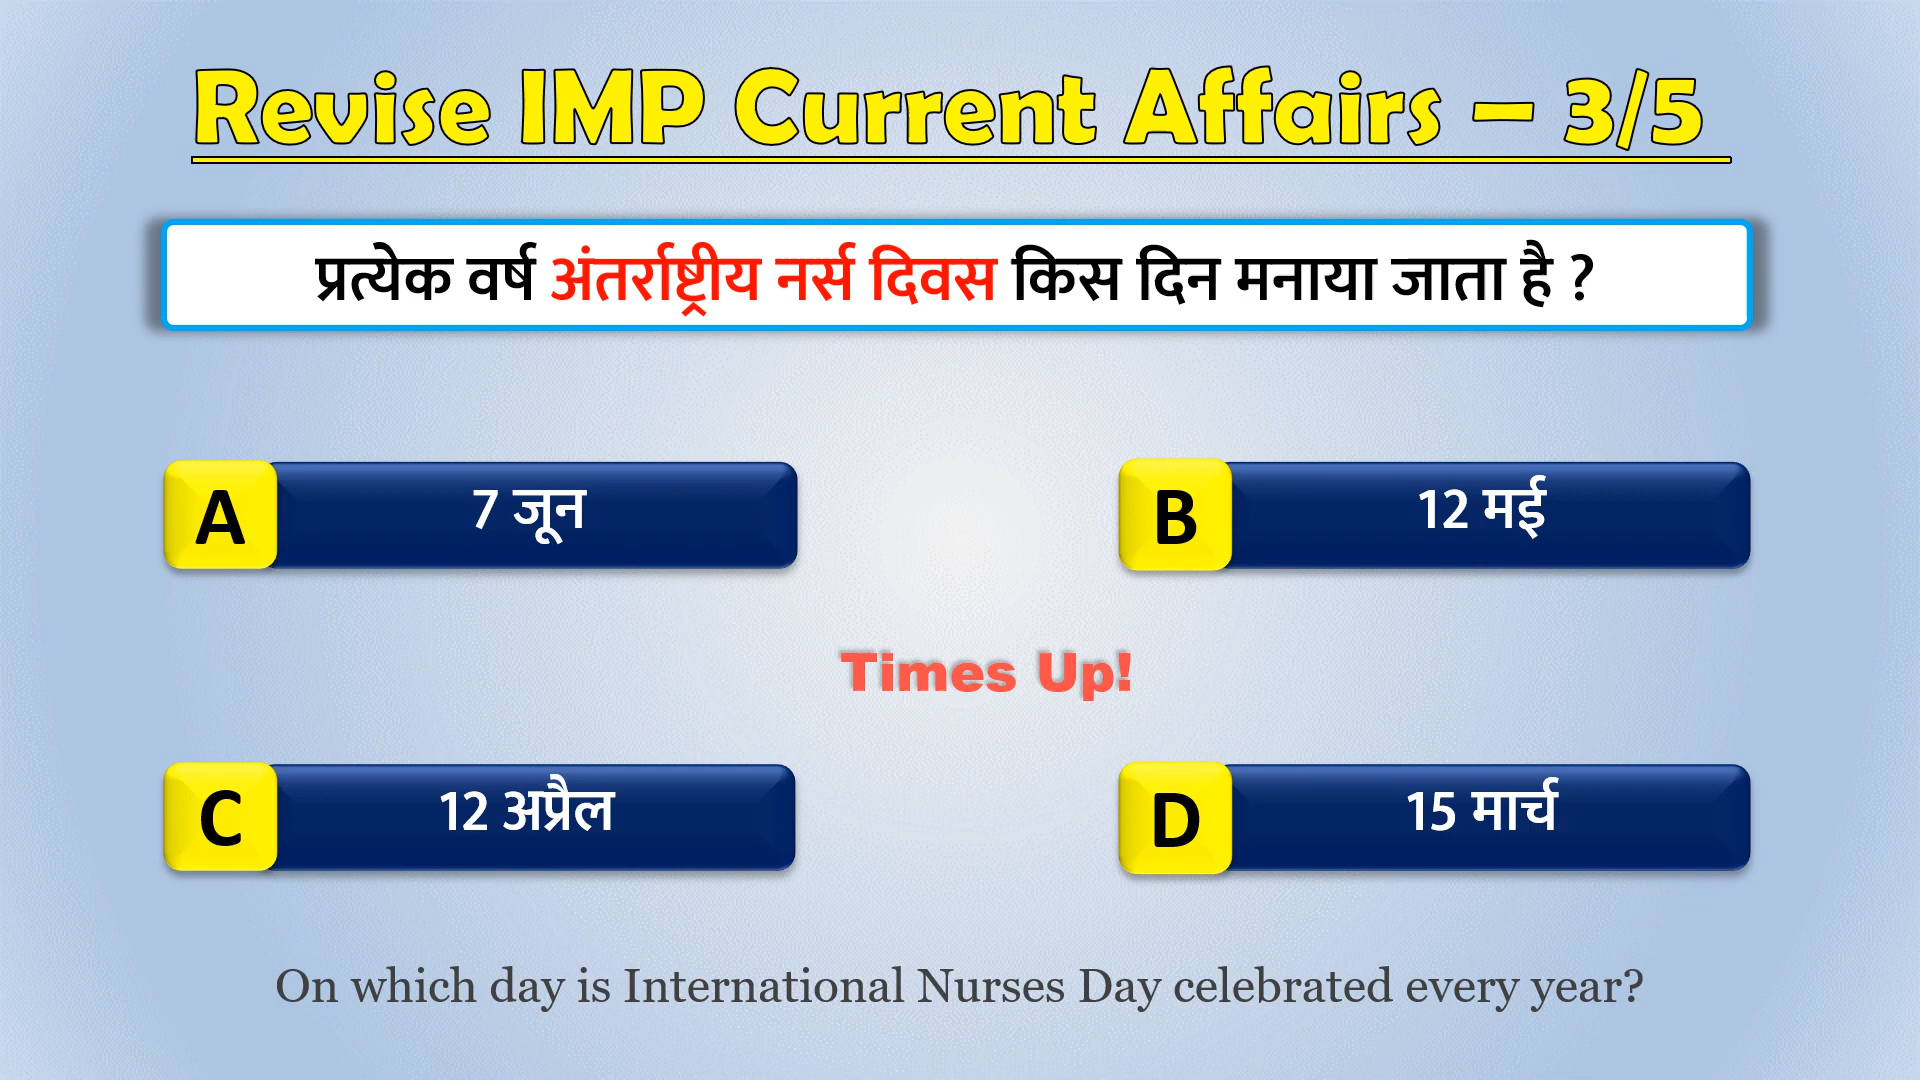 Revise IMP Current Affairs – 3/5
प्रत्येक वर्ष अंतर्राष्ट्रीय नर्स दिवस किस दिन मनाया जाता है ?
A 7 जून
B 12 मई
Times Up!
C 12 अप्रैल
D 15 मार्च
On which day is International Nurses Day celebrated every year?